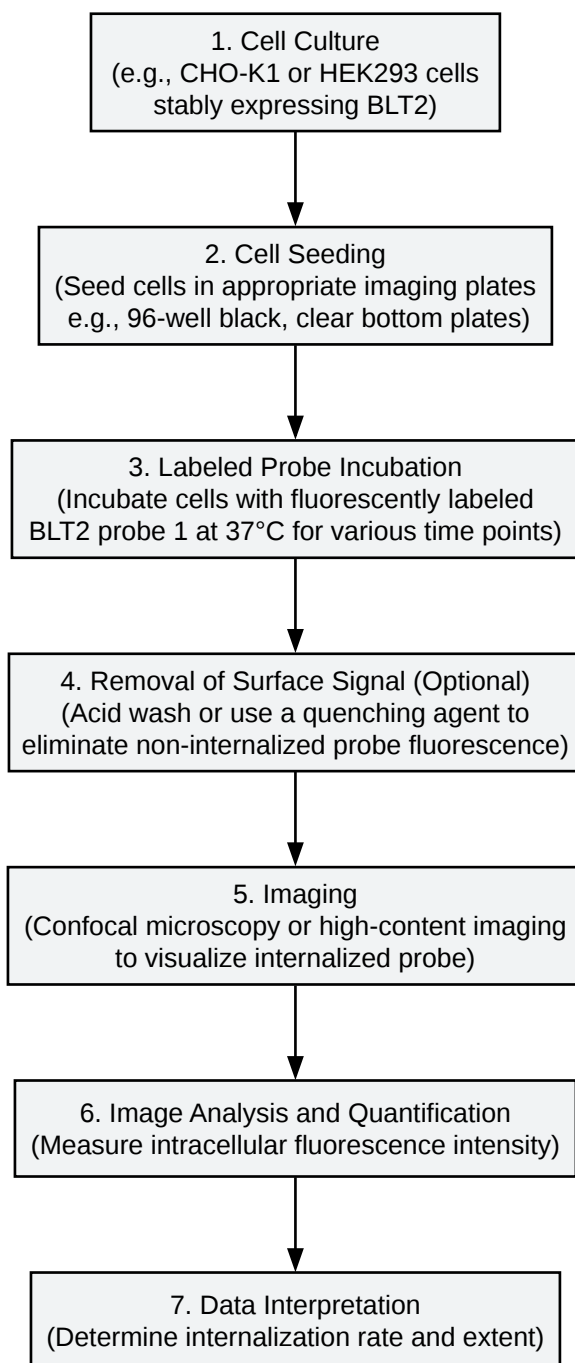 1. Cell Culture
(e.g., CHO-K1 or HEK293 cells
stably expressing BLT2)
2. Cell Seeding
(Seed cells in appropriate imaging plates
e.g., 96-well black, clear bottom plates)
3. Labeled Probe Incubation
(Incubate cells with fluorescently labeled
BLT2 probe 1 at 37°C for various time points)
4. Removal of Surface Signal (Optional)
(Acid wash or use a quenching agent to
eliminate non-internalized probe fluorescence)
5. Imaging
(Confocal microscopy or high-content imaging
to visualize internalized probe)
6. Image Analysis and Quantification
(Measure intracellular fluorescence intensity)
7. Data Interpretation
(Determine internalization rate and extent)